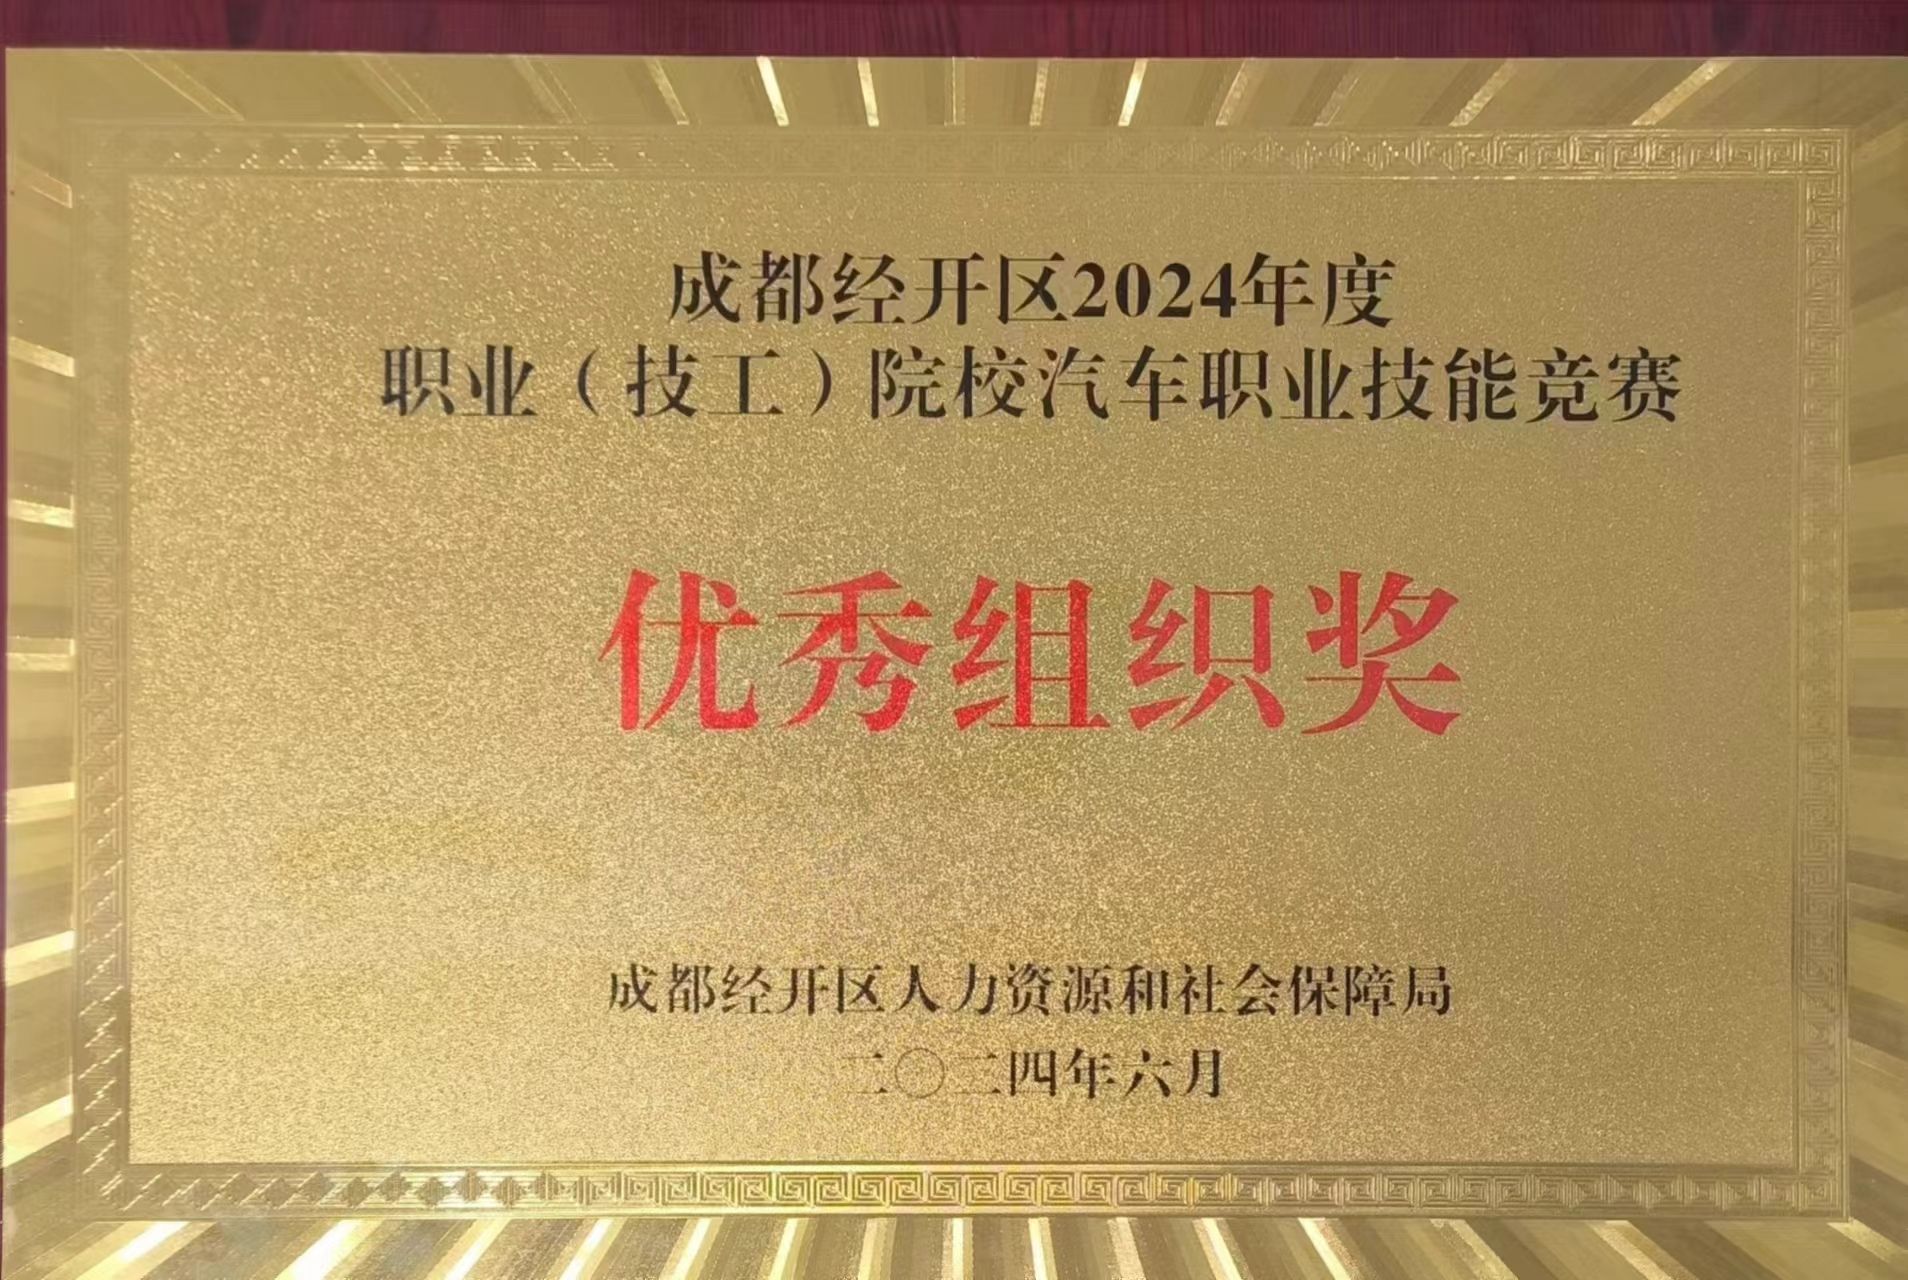 成都经开区2024年度
职业（技工）院校汽车职业技能竞赛
优秀组织奖
成都经开区人力资源和社会保障局
二〇二四年六月